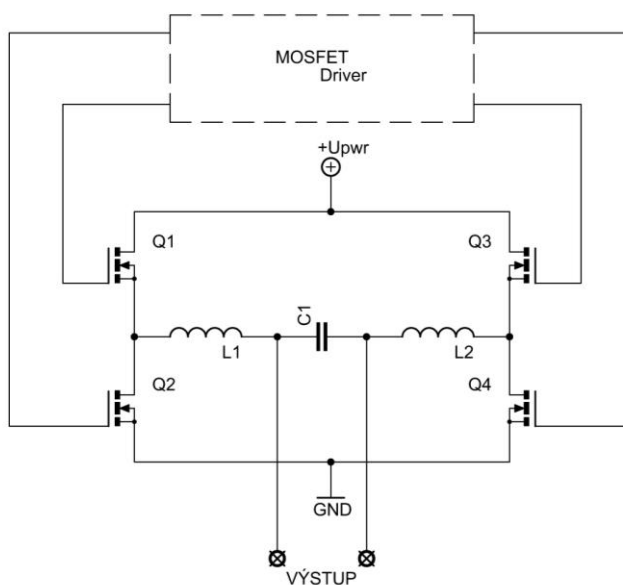 MOSFET
Driver
+Upwr
Q1
Q3
C1
L1
L2
Q2
Q4
GND
VÝSTUP